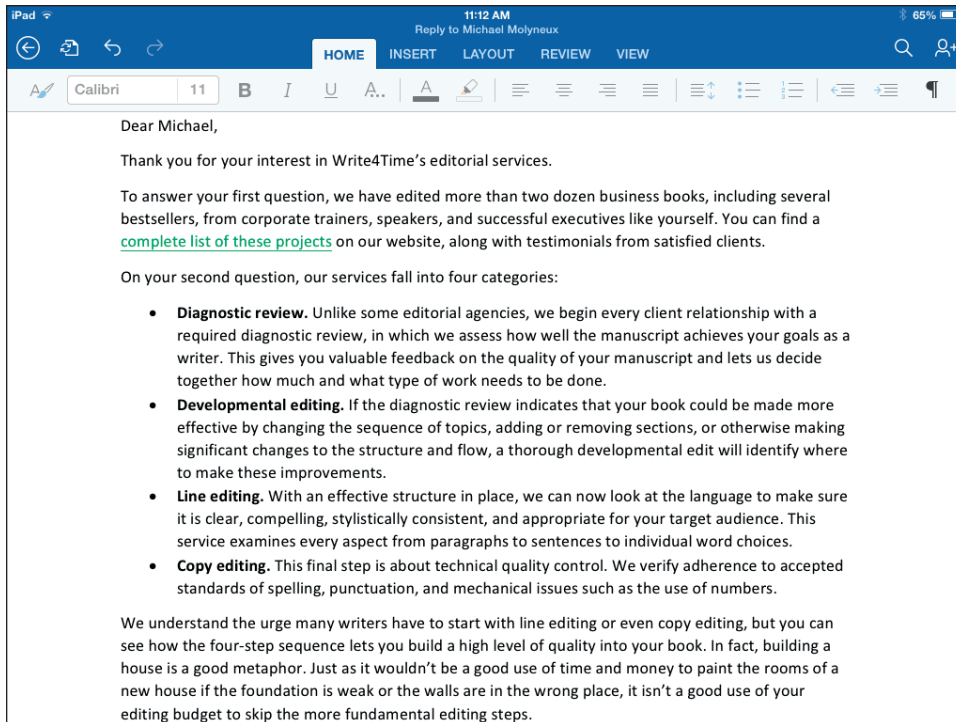 iPad 11:12 AM 65%
Reply to Michael Molyneux
HOME INSERT LAYOUT REVIEW VIEW
Calibri 11 B I U A.. A
Dear Michael,
Thank you for your interest in Write4Time’s editorial services.
To answer your first question, we have edited more than two dozen business books, including several
bestsellers, from corporate trainers, speakers, and successful executives like yourself. You can find a
complete list of these projects on our website, along with testimonials from satisfied clients.
On your second question, our services fall into four categories:
• Diagnostic review. Unlike some editorial agencies, we begin every client relationship with a
required diagnostic review, in which we assess how well the manuscript achieves your goals as a
writer. This gives you valuable feedback on the quality of your manuscript and lets us decide
together how much and what type of work needs to be done.
• Developmental editing. If the diagnostic review indicates that your book could be made more
effective by changing the sequence of topics, adding or removing sections, or otherwise making
significant changes to the structure and flow, a thorough developmental edit will identify where
to make these improvements.
• Line editing. With an effective structure in place, we can now look at the language to make sure
it is clear, compelling, stylistically consistent, and appropriate for your target audience. This
service examines every aspect from paragraphs to sentences to individual word choices.
• Copy editing. This final step is about technical quality control. We verify adherence to accepted
standards of spelling, punctuation, and mechanical issues such as the use of numbers.
We understand the urge many writers have to start with line editing or even copy editing, but you can
see how the four-step sequence lets you build a high level of quality into your book. In fact, building a
house is a good metaphor. Just as it wouldn’t be a good use of time and money to paint the rooms of a
new house if the foundation is weak or the walls are in the wrong place, it isn’t a good use of your
editing budget to skip the more fundamental editing steps.